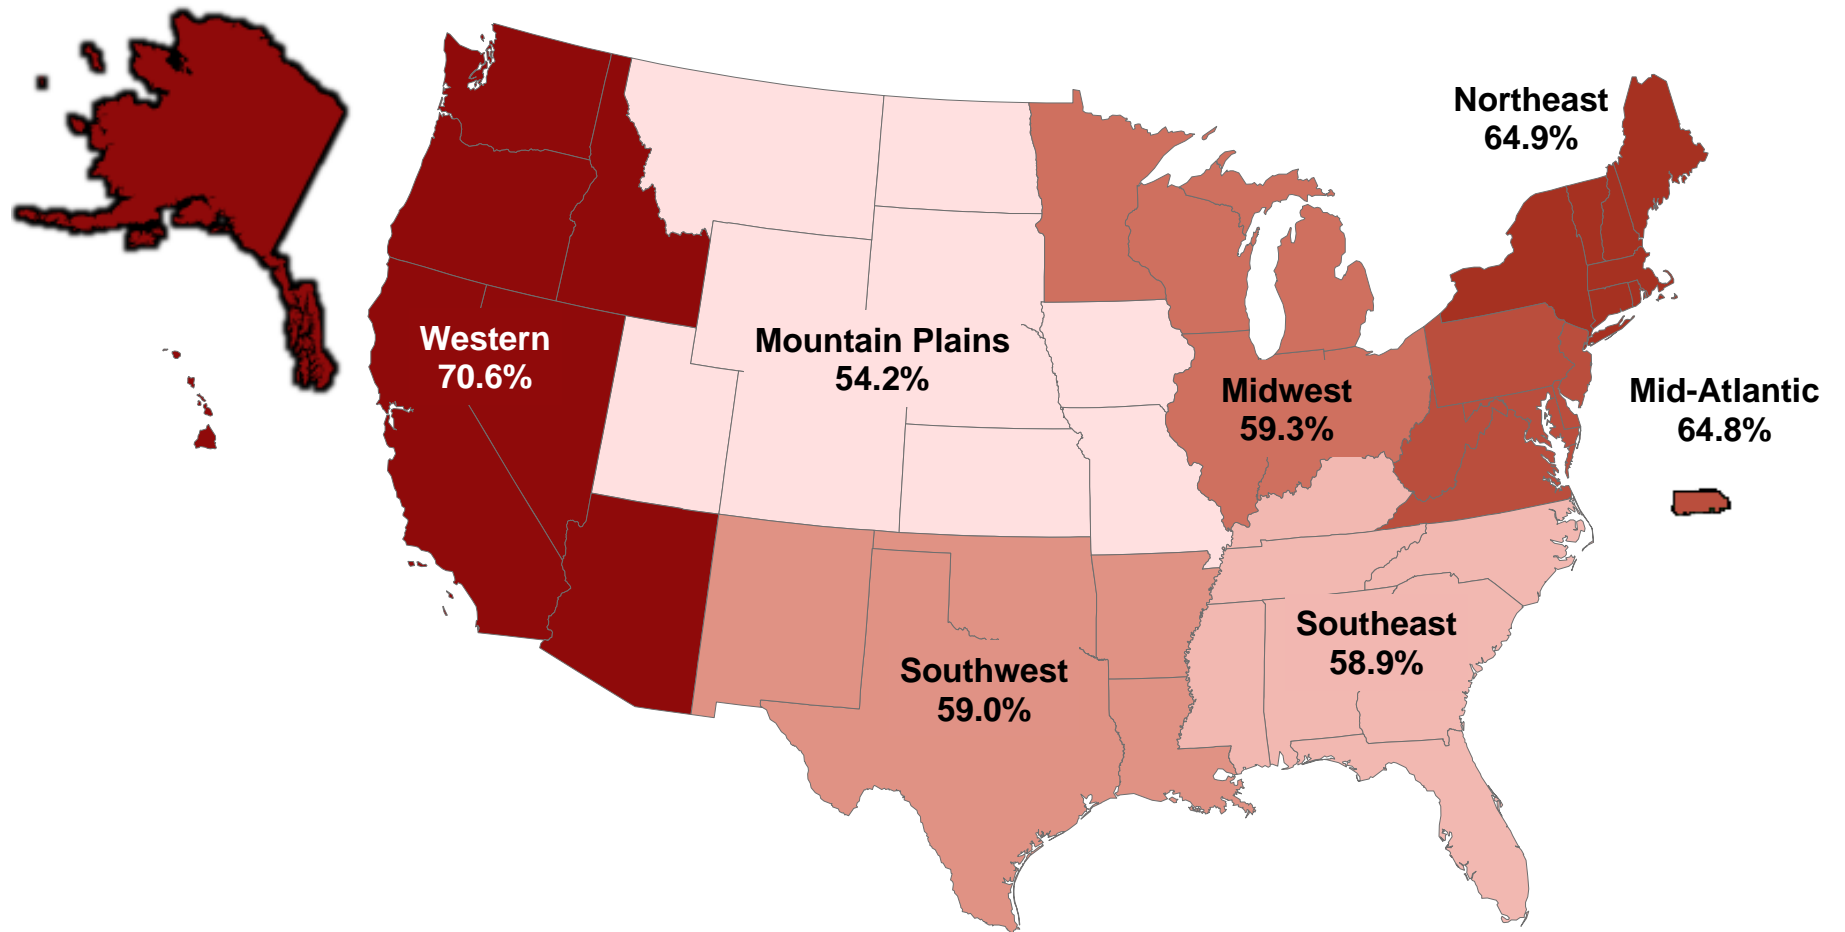 Northeast
64.9%
Western
70.6%
Mountain Plains
54.2%
Midwest
59.3%
Mid-Atlantic
64.8%
Southwest
59.0%
Southeast
58.9%